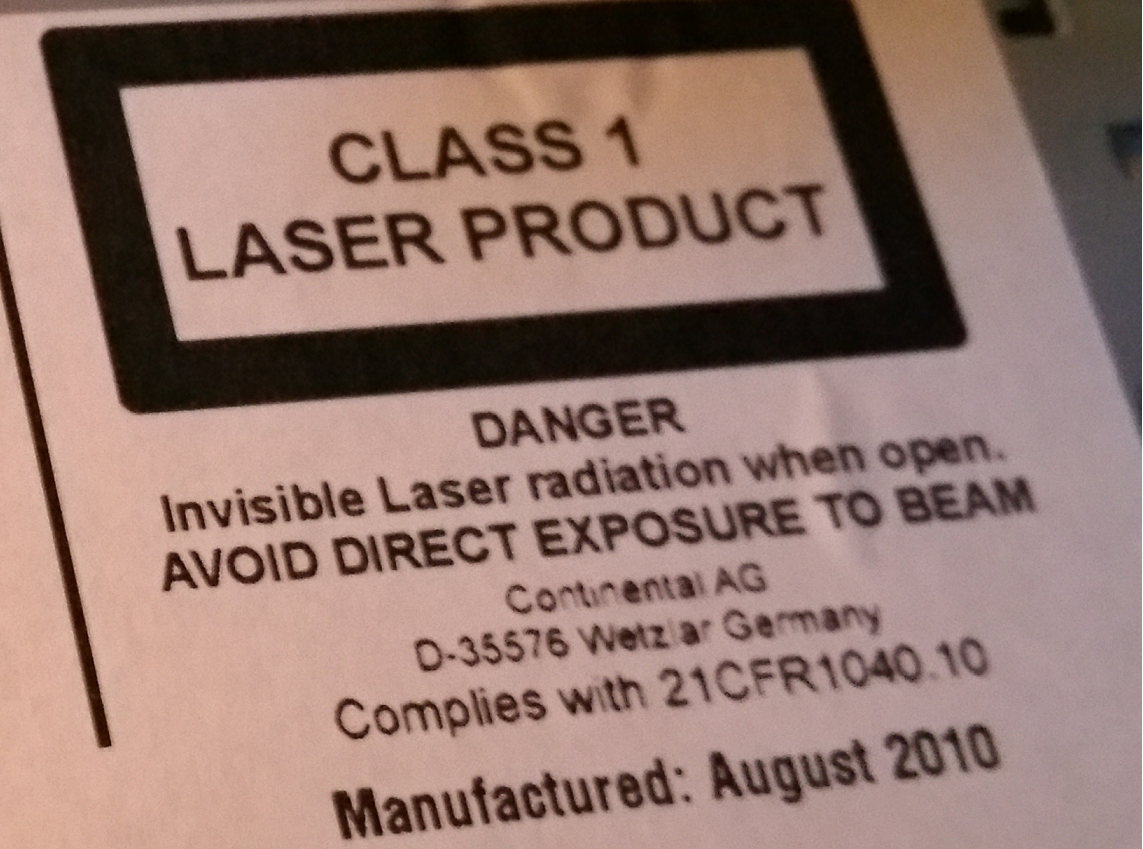 CLASS 1
LASER PRODUCT
DANGER
Invisible Laser radiation when open.
AVOID DIRECT EXPOSURE TO BEAM
Continental AG
D-35576 Wetzlar Germany
Complies with 21CFR1040.10
Manufactured: August 2010